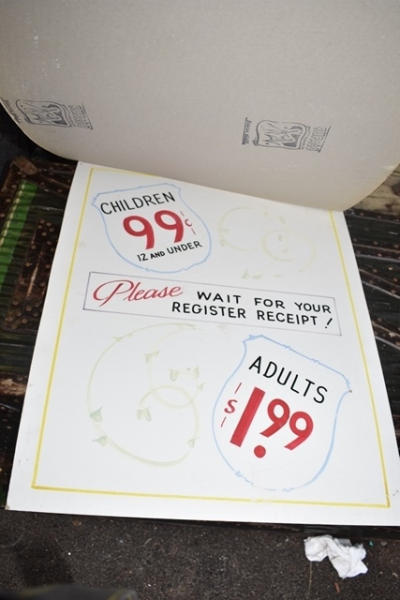 CHILDREN
99¢
12 AND UNDER
Please WAIT FOR YOUR
REGISTER RECEIPT!
ADULTS
$1.99